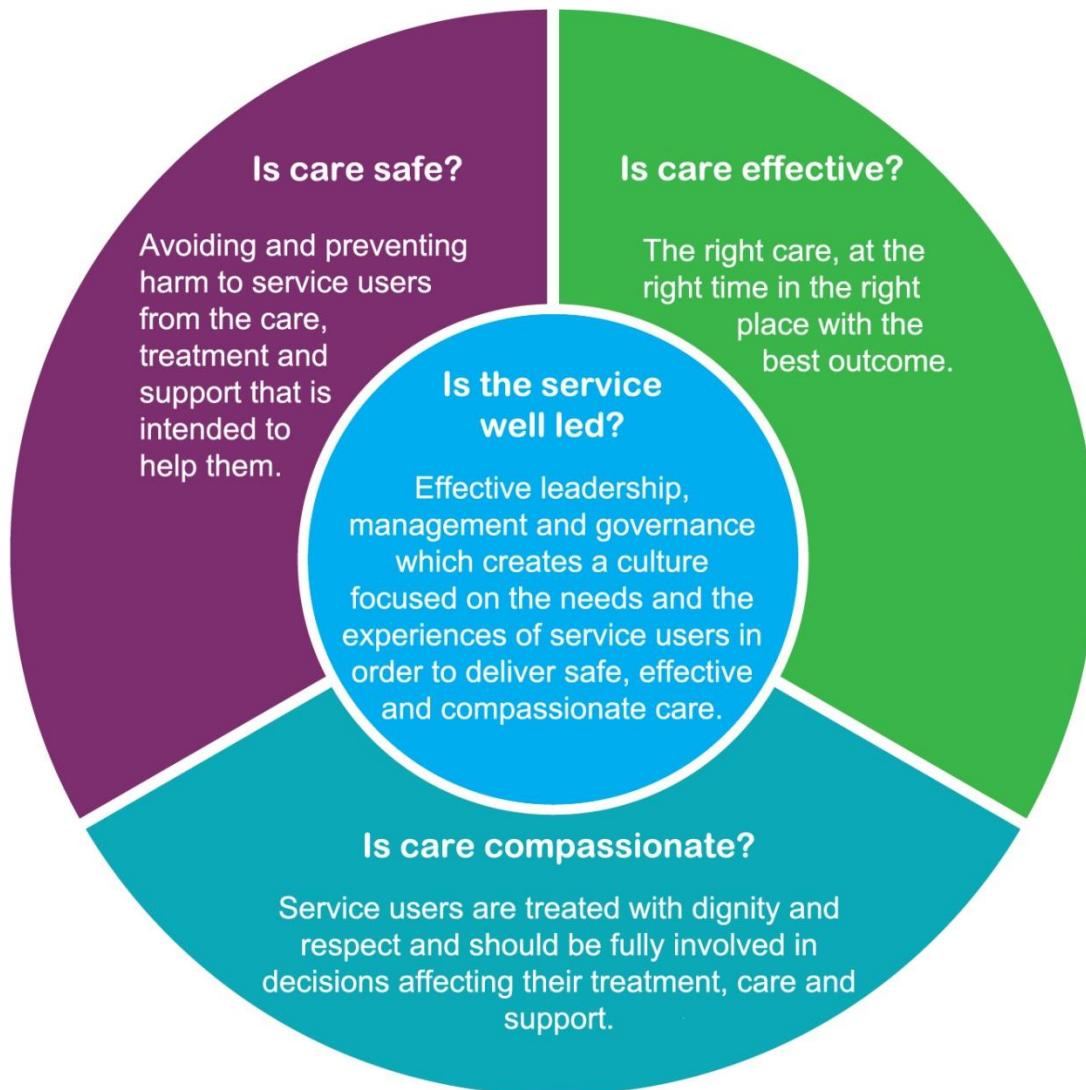 Is care safe?
Avoiding and preventing
harm to service users
from the care,
treatment and
support that is
intended to
help them.
Is care effective?
The right care, at the
right time in the right
place with the
best outcome.
Is the service
well led?
Effective leadership,
management and governance
which creates a culture
focused on the needs and the
experiences of service users in
order to deliver safe, effective
and compassionate care.
Is care compassionate?
Service users are treated with dignity and
respect and should be fully involved in
decisions affecting their treatment, care and
support.